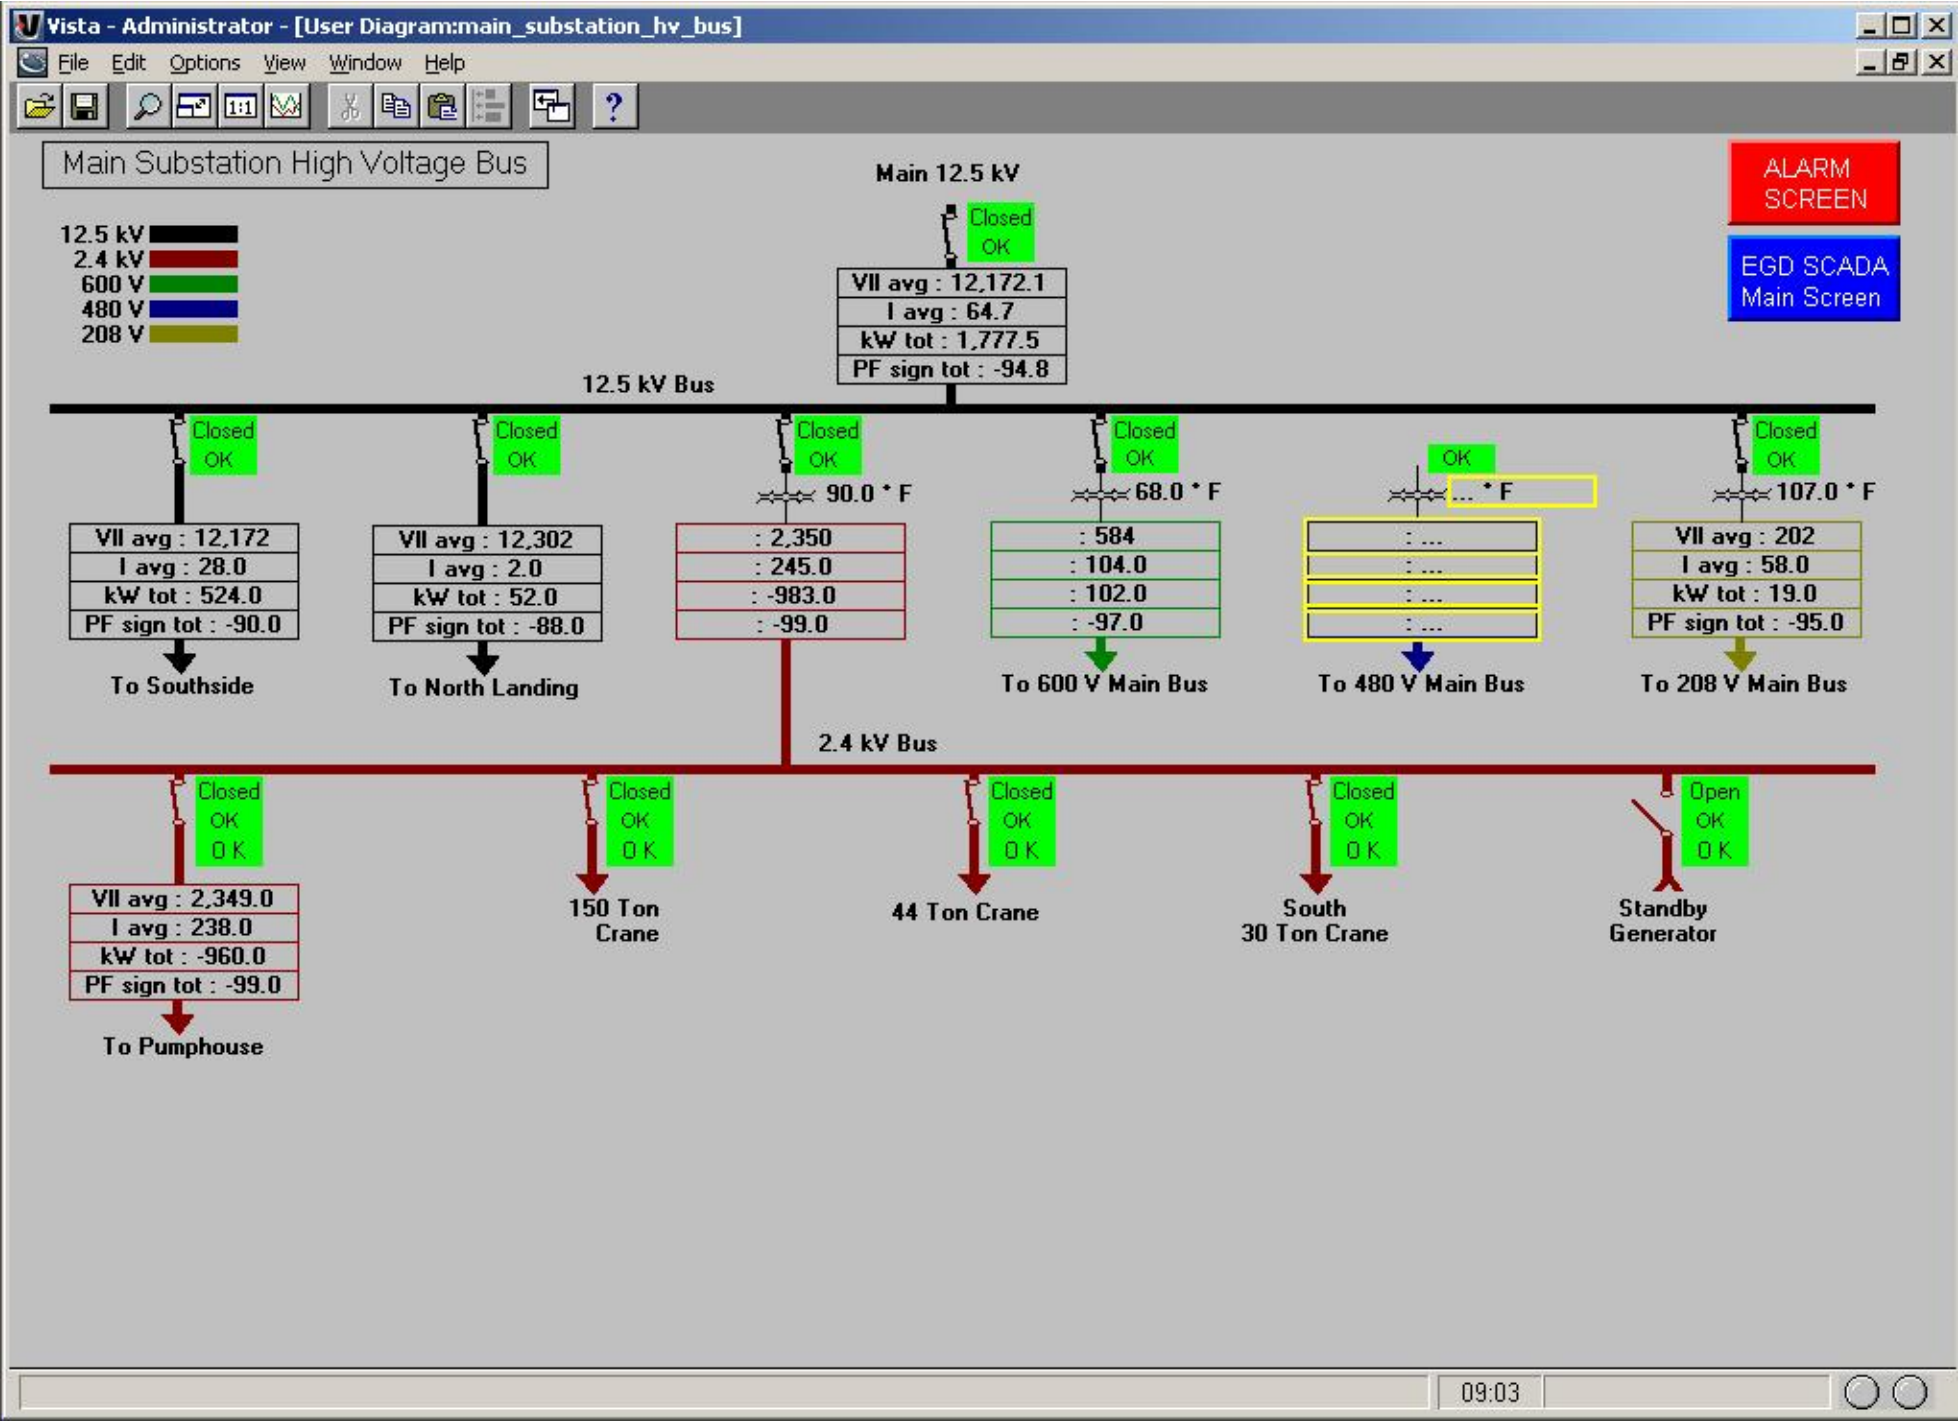 Vista - Administrator - [User Diagram:main_substation_hv_bus]
File Edit Options View Window Help
1:1
?
Main Substation High Voltage Bus
Main 12.5 kV
ALARM
SCREEN
EGD SCADA
Main Screen
12.5 kV
2.4 kV
600 V
480 V
208 V
Closed
OK
Vll avg : 12,172.1
I avg : 64.7
kW tot : 1,777.5
PF sign tot : -94.8
12.5 kV Bus
Closed
OK
Vll avg : 12,172
I avg : 28.0
kW tot : 524.0
PF sign tot : -90.0
To Southside
Closed
OK
Vll avg : 12,302
I avg : 2.0
kW tot : 52.0
PF sign tot : -88.0
To North Landing
Closed
OK
90.0 ° F
: 2,350
: 245.0
: -983.0
: -99.0
Closed
OK
68.0 ° F
: 584
: 104.0
: 102.0
: -97.0
To 600 V Main Bus
OK
... ° F
: ...
: ...
: ...
: ...
To 480 V Main Bus
Closed
OK
107.0 ° F
Vll avg : 202
I avg : 58.0
kW tot : 19.0
PF sign tot : -95.0
To 208 V Main Bus
2.4 kV Bus
Closed
OK
O K
Vll avg : 2,349.0
I avg : 238.0
kW tot : -960.0
PF sign tot : -99.0
To Pumphouse
Closed
OK
O K
150 Ton
Crane
Closed
OK
O K
44 Ton Crane
Closed
OK
O K
South
30 Ton Crane
Open
OK
O K
Standby
Generator
09:03